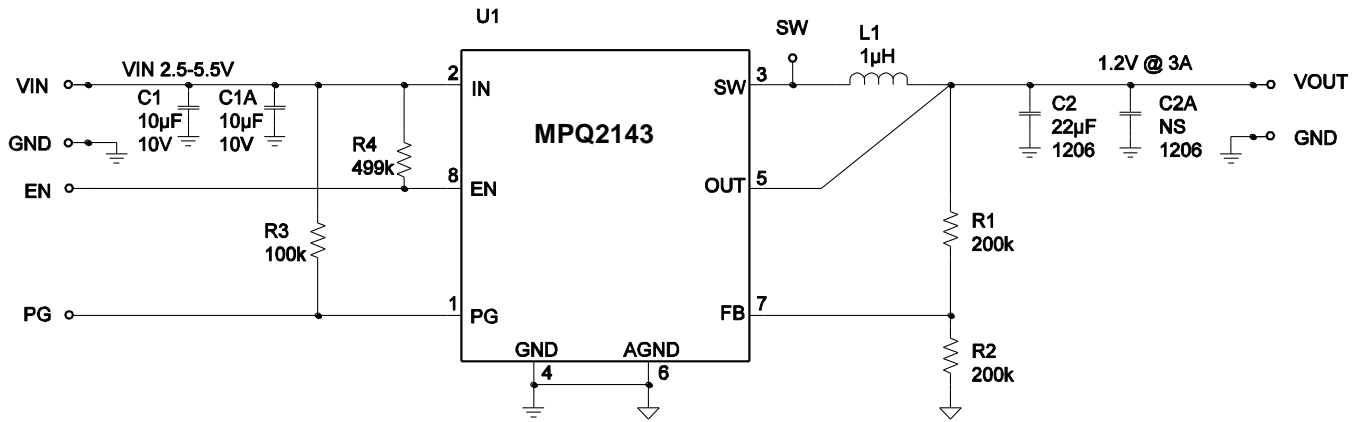 U1
SW
L1
1µH
VIN
VIN 2.5-5.5V
2
IN
SW
3
1.2V @ 3A
VOUT
C1
10µF
10V
C1A
10µF
10V
MPQ2143
C2
22µF
1206
C2A
NS
1206
GND
GND
R4
499k
EN
8
EN
OUT
5
R3
100k
R1
200k
PG
1
PG
FB
7
GND
4
AGND
6
R2
200k